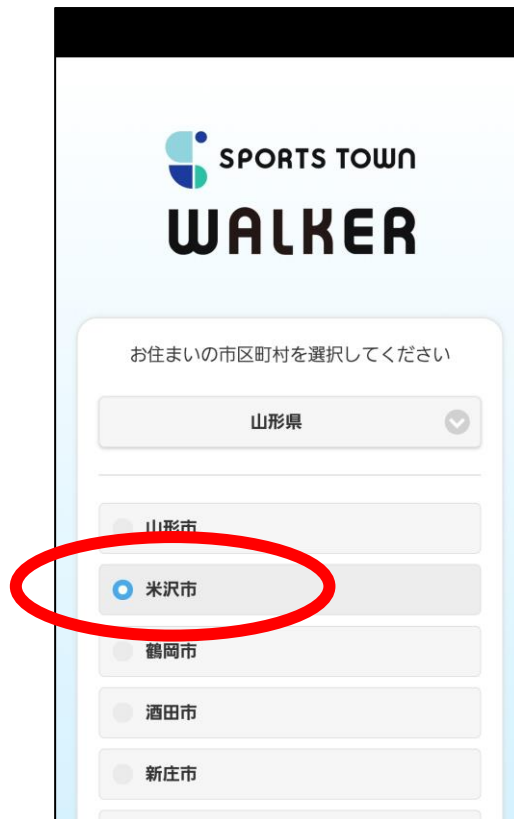 SPORTS TOWN
WALKER
お住まいの市区町村を選択してください
山形県
山形市
米沢市
鶴岡市
酒田市
新庄市